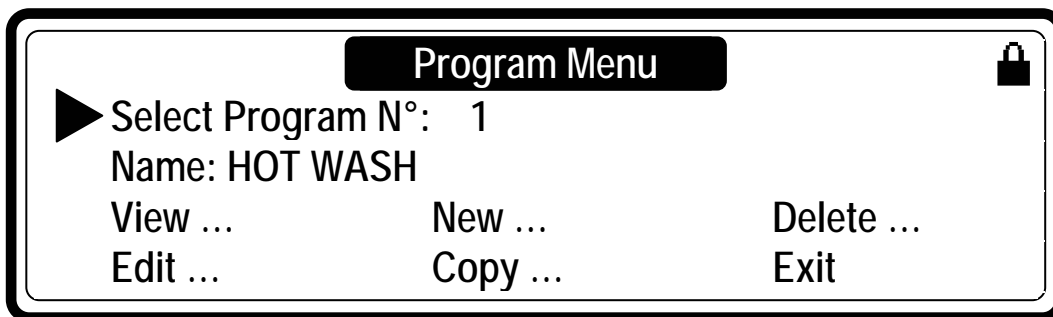 Program Menu
Select Program N°: 1
Name: HOT WASH
View ... New ... Delete ...
Edit ... Copy ... Exit